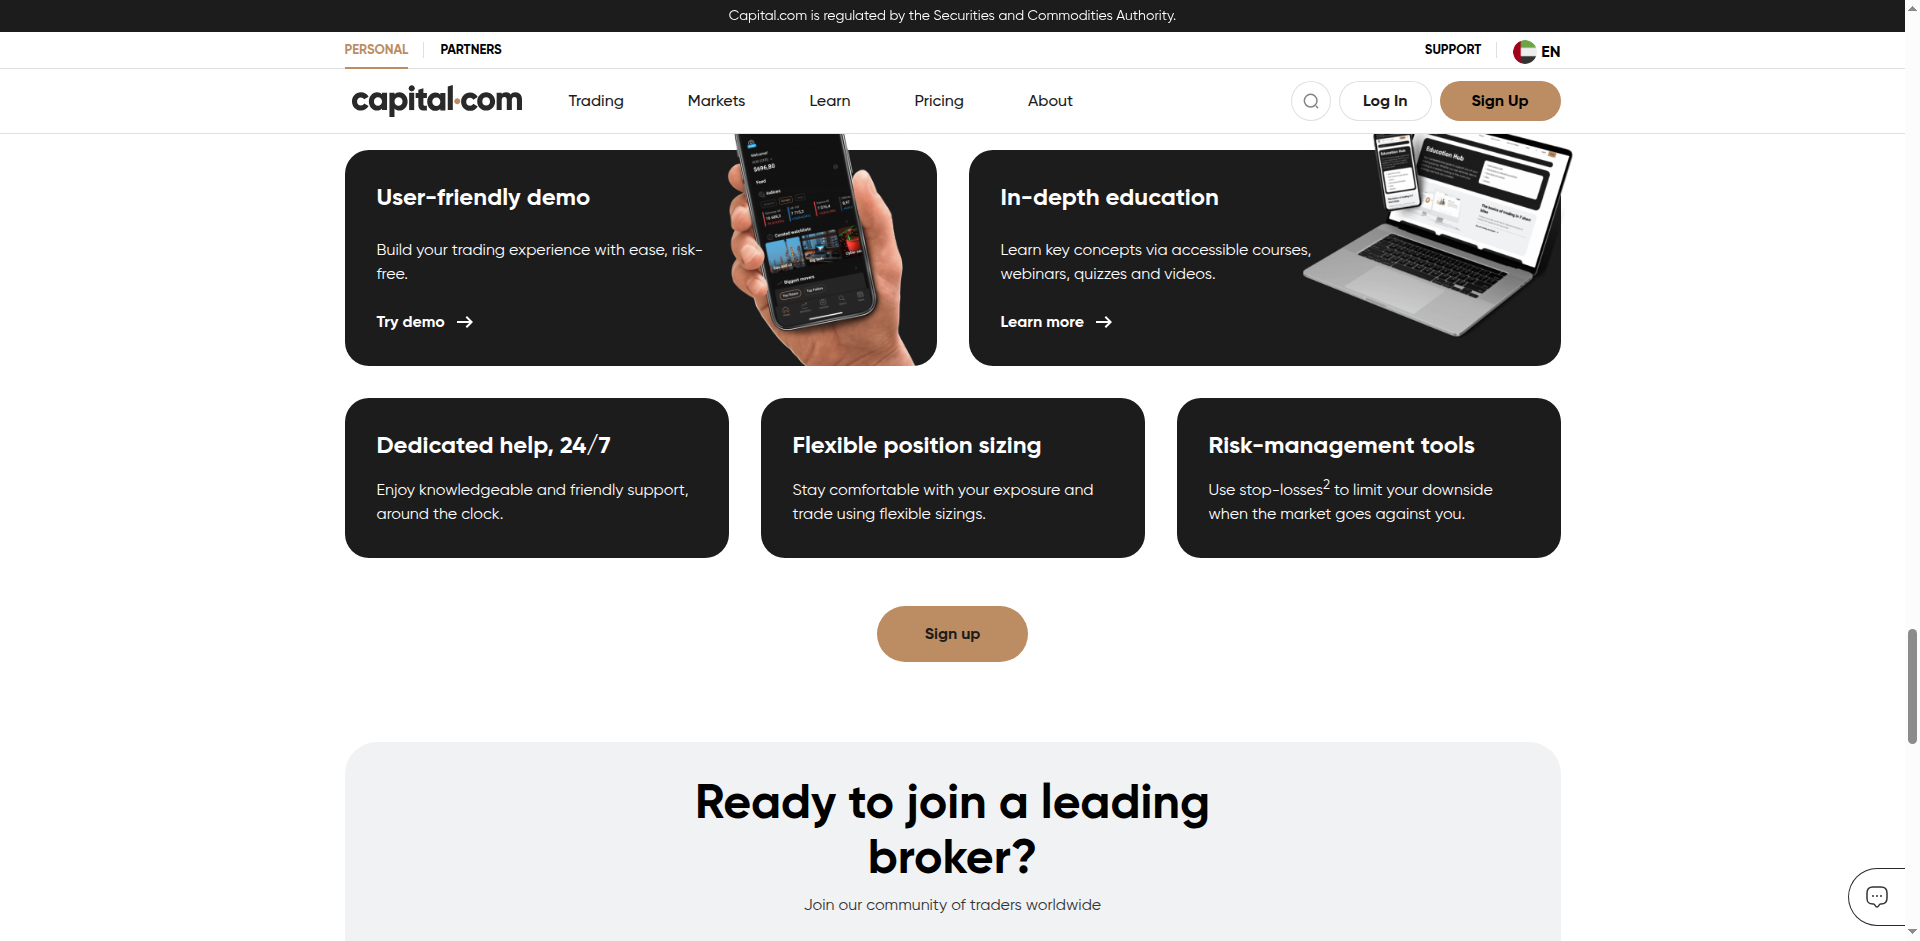 Capital.com is regulated by the Securities and Commodities Authority.
PERSONAL
PARTNERS
SUPPORT
EN
capital.com
Trading
Markets
Learn
Pricing
About
Log In
Sign Up
User-friendly demo
Build your trading experience with ease, risk-
free.
Try demo
In-depth education
Learn key concepts via accessible courses,
webinars, quizzes and videos.
Learn more
Education Hub
Dedicated help, 24/7
Enjoy knowledgeable and friendly support,
around the clock.
Flexible position sizing
Stay comfortable with your exposure and
trade using flexible sizings.
Risk-management tools
Use stop-losses2 to limit your downside
when the market goes against you.
Sign up
Ready to join a leading
broker?
Join our community of traders worldwide